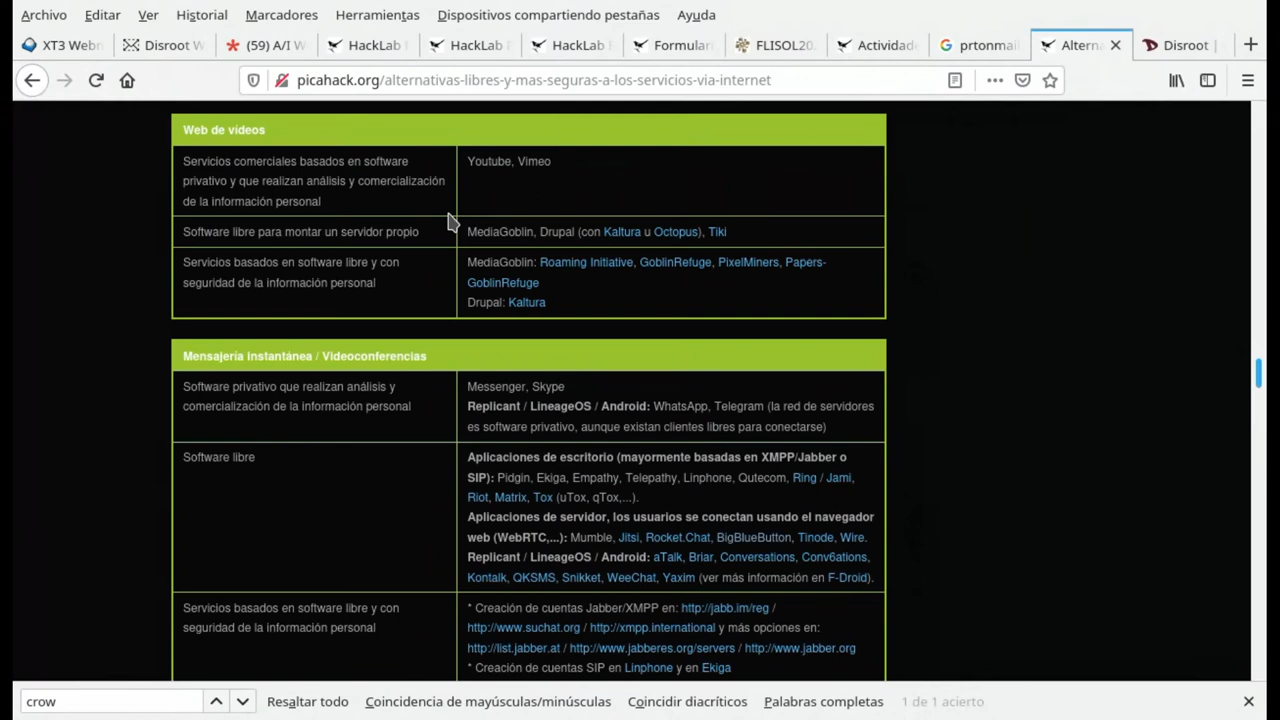 Archivo Editar Ver Historial Marcadores Herramientas Dispositivos compartiendo pestañas Ayuda
XT3 Webn Disroot W (59) A/I W HackLab HackLab HackLab Formulari FLISOL20 Actividad prtonmail Altern Disroot |
picahack.org/alternativas-libres-y-mas-seguras-a-los-servicios-via-internet
Web de vídeos
Servicios comerciales basados en software
privativo y que realizan análisis y comercialización
de la información personal
Youtube, Vimeo
Software libre para montar un servidor propio
MediaGoblin, Drupal (con Kaltura u Octopus), Tiki
Servicios basados en software libre y con
seguridad de la información personal
MediaGoblin: Roaming Initiative, GoblinRefuge, PixelMiners, Papers-
GoblinRefuge
Drupal: Kaltura
Mensajería instantánea / Videoconferencias
Software privativo que realizan análisis y
comercialización de la información personal
Messenger, Skype
Replicant / LineageOS / Android: WhatsApp, Telegram (la red de servidores
es software privativo, aunque existan clientes libres para conectarse)
Software libre
Aplicaciones de escritorio (mayormente basadas en XMPP/Jabber o
SIP): Pidgin, Ekiga, Empathy, Telepathy, Linphone, Qutecom, Ring / Jami,
Riot, Matrix, Tox (uTox, qTox,...).
Aplicaciones de servidor, los usuarios se conectan usando el navegador
web (WebRTC,...): Mumble, Jitsi, Rocket.Chat, BigBlueButton, Tinode, Wire.
Replicant / LineageOS / Android: aTalk, Briar, Conversations, Conv6ations,
Kontalk, QKSMS, Snikket, WeeChat, Yaxim (ver más información en F-Droid).
Servicios basados en software libre y con
seguridad de la información personal
* Creación de cuentas Jabber/XMPP en: http://jabb.im/reg /
http://www.suchat.org / http://xmpp.international y más opciones en:
http://list.jabber.at / http://www.jabberes.org/servers / http://www.jabber.org
* Creación de cuentas SIP en Linphone y en Ekiga
crow Resaltar todo Coincidencia de mayúsculas/minúsculas Coincidir diacríticos Palabras completas 1 de 1 acierto